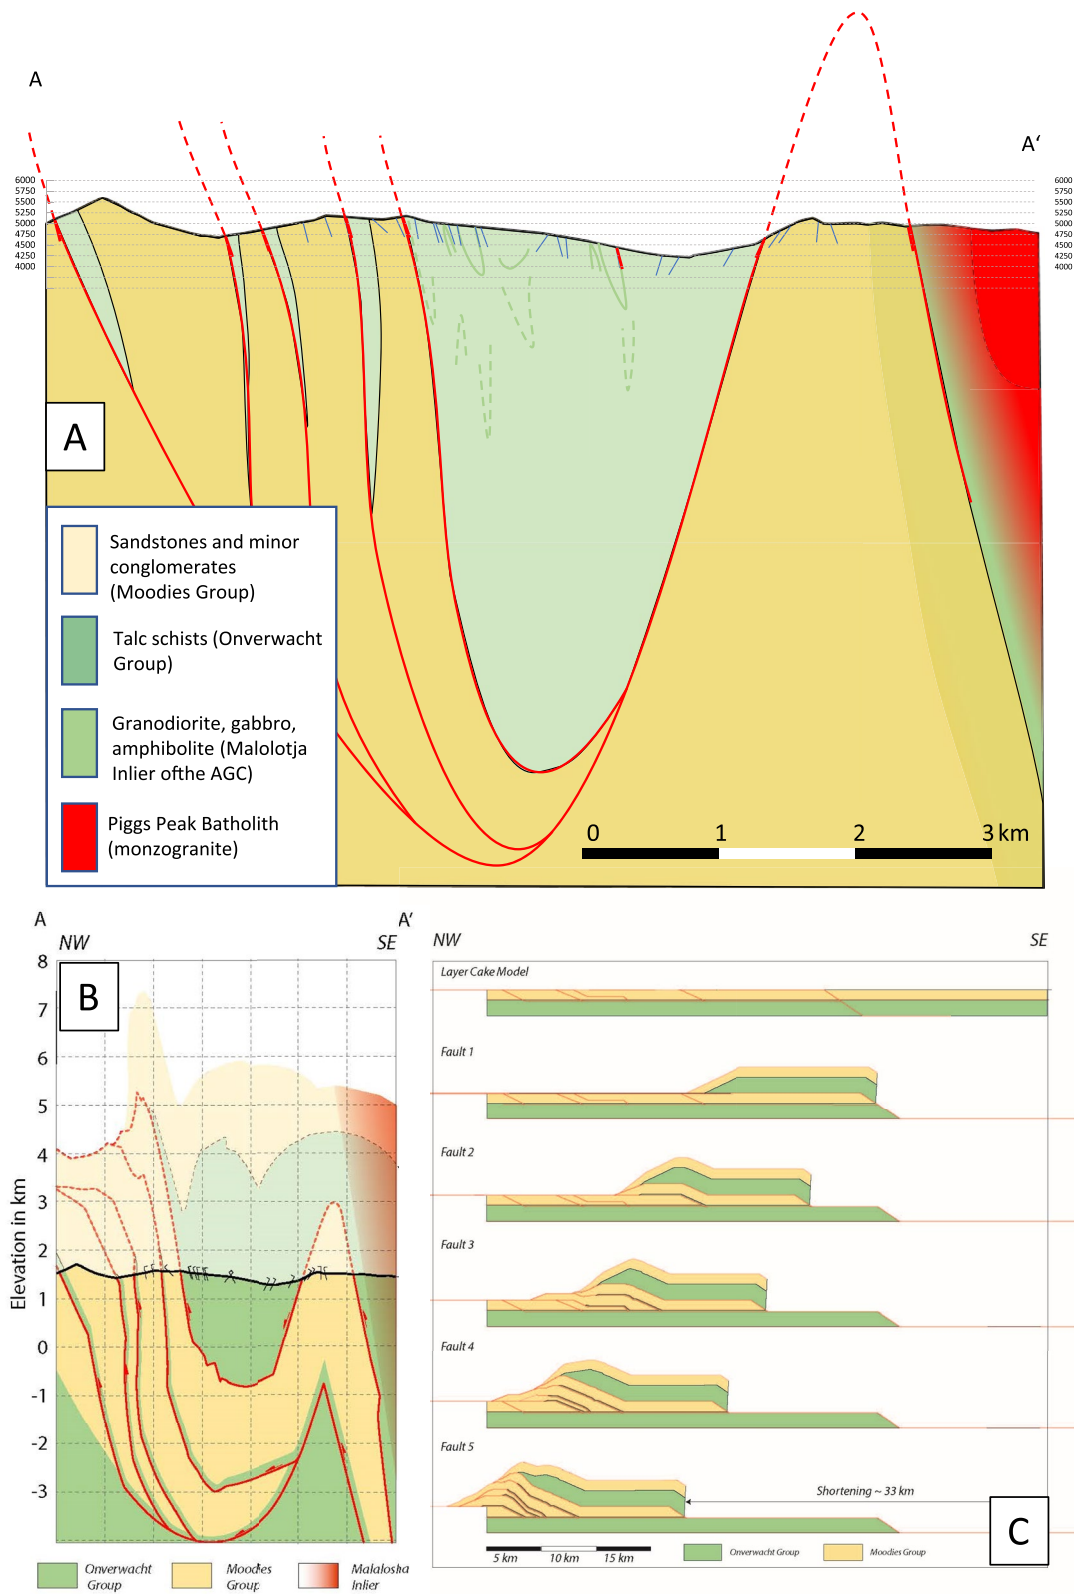 A
A‘
6000
5750
5500
5250
5000
4750
4500
4250
4000
6000
5750
5500
5250
5000
4750
4500
4250
4000
A
Sandstones and minor
conglomerates
(Moodies Group)
Talc schists (Onverwacht
Group)
Granodiorite, gabbro,
amphibolite (Malolotja
Inlier ofthe AGC)
Piggs Peak Batholith
(monzogranite)
0 1 2 3 km
A A'
NW SE
B
8
7
6
5
4
3
2
1
0
-1
-2
-3
Elevation in km
Onverwacht
Group
Moodies
Group
Malalosha
Inlier
NW SE
Layer Cake Model
Fault 1
Fault 2
Fault 3
Fault 4
Fault 5
Shortening ~ 33 km
C
5 km 10 km 15 km
Onverwacht Group
Moodies Group